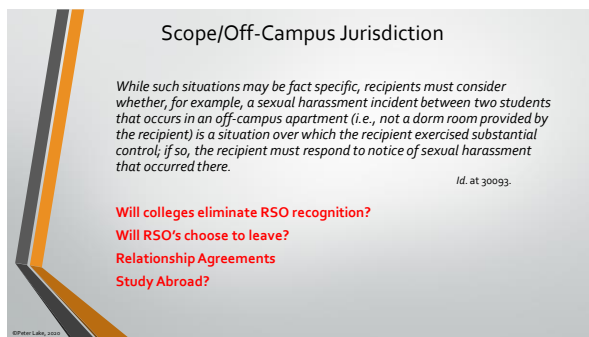 Scope/Off-Campus Jurisdiction
While such situations may be fact specific, recipients must consider
whether, for example, a sexual harassment incident between two students
that occurs in an off-campus apartment (i.e., not a dorm room provided by
the recipient) is a situation over which the recipient exercised substantial
control; if so, the recipient must respond to notice of sexual harassment
that occurred there.
Id. at 30093.
Will colleges eliminate RSO recognition?
Will RSO's choose to leave?
Relationship Agreements
Study Abroad?
©Peter Lake, 2020